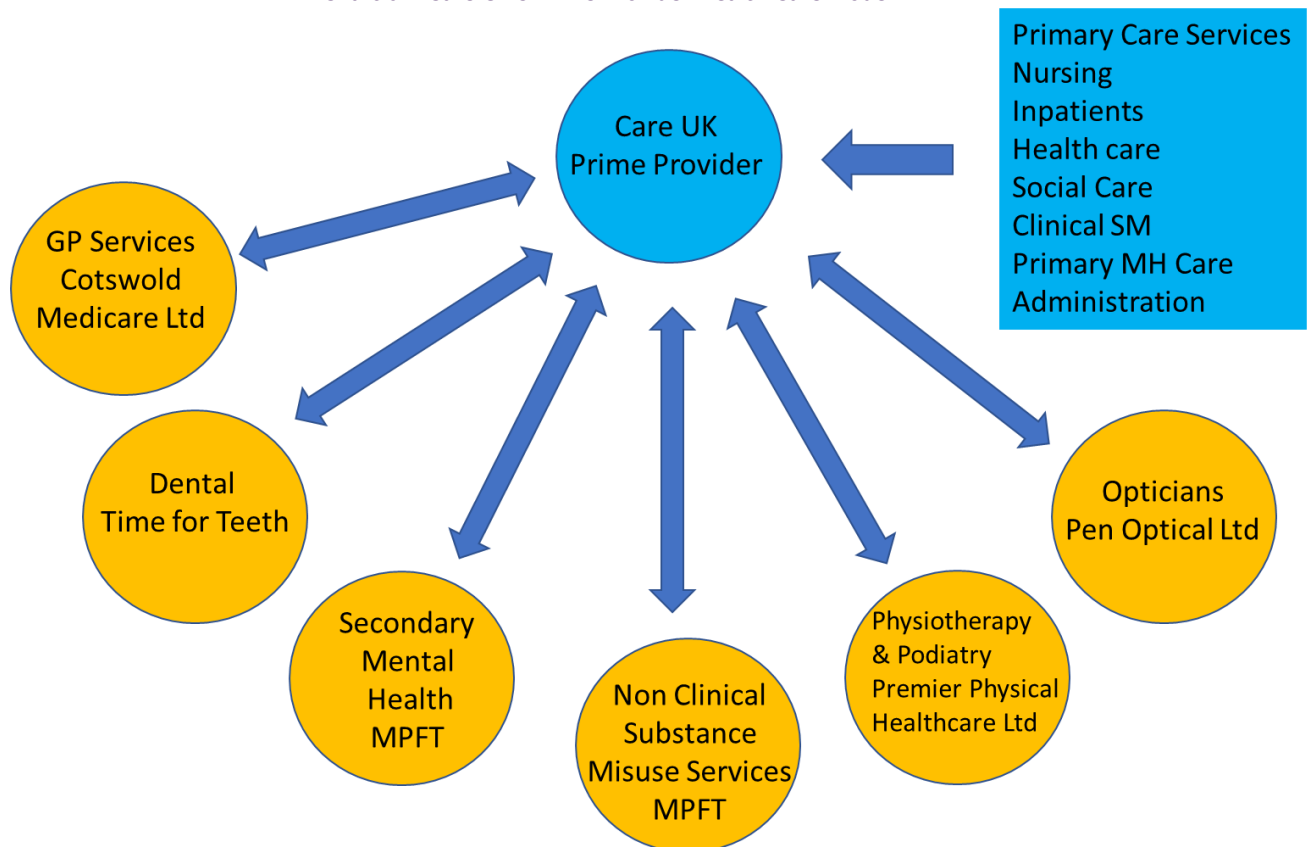 Care UK
Prime Provider
Primary Care Services
Nursing
Inpatients
Health care
Social Care
Clinical SM
Primary MH Care
Administration
GP Services
Cotswold
Medicare Ltd
Dental
Time for Teeth
Secondary
Mental
Health
MPFT
Non Clinical
Substance
Misuse Services
MPFT
Physiotherapy
& Podiatry
Premier Physical
Healthcare Ltd
Opticians
Pen Optical Ltd